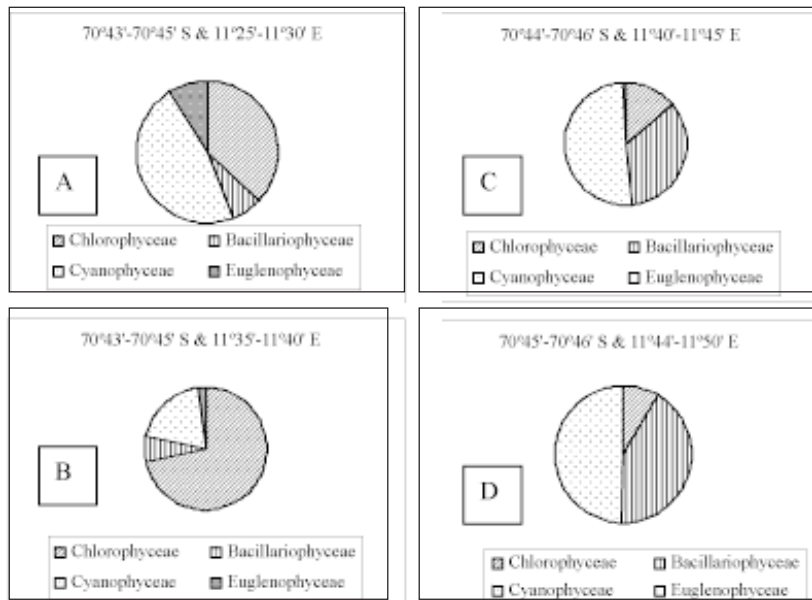 70°43'-70°45' S & 11°25'-11°30' E
A
Chlorophyceae Bacillariophyceae
Cyanophyceae Euglenophyceae
70°44'-70°46' S & 11°40'-11°45' E
C
Chlorophyceae Bacillariophyceae
Cyanophyceae Euglenophyceae
70°43'-70°45' S & 11°35'-11°40' E
B
Chlorophyceae Bacillariophyceae
Cyanophyceae Euglenophyceae
70°45'-70°46' S & 11°44'-11°50' E
D
Chlorophyceae Bacillariophyceae
Cyanophyceae Euglenophyceae